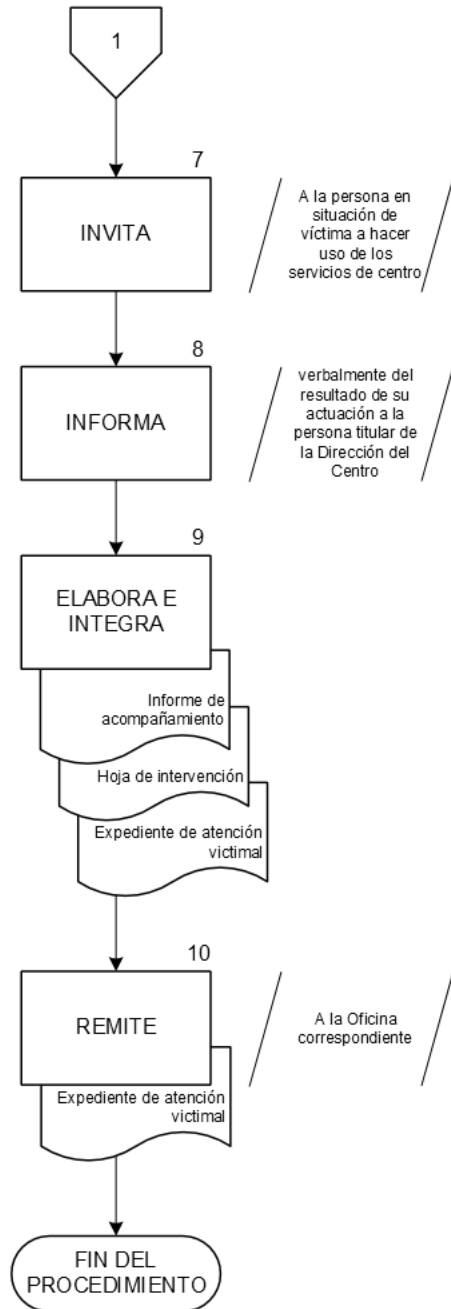 1
7
INVITA
A la persona en
situación de
víctima a hacer
uso de los
servicios de centro
8
INFORMA
verbalmente del
resultado de su
actuación a la
persona titular de
la Dirección del
Centro
9
ELABORA E
INTEGRA
Informe de
acompañamiento
Hoja de intervención
Expediente de atención
victimal
10
REMITE
A la Oficina
correspondiente
Expediente de atención
victimal
FIN DEL
PROCEDIMIENTO